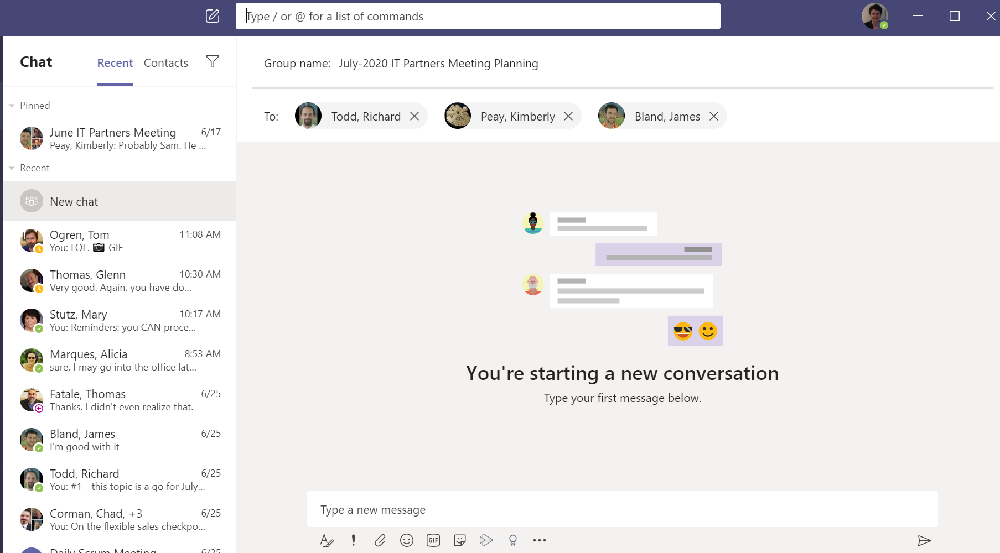 Type / or @ for a list of commands
Chat
Recent
Contacts
Pinned
June IT Partners Meeting 6/17
Peay, Kimberly: Probably Sam. He ...
Recent
New chat
Ogren, Tom 11:08 AM
You: LOL. 📷 GIF
Thomas, Glenn 10:30 AM
Very good. Again, you have do...
Stutz, Mary 10:17 AM
You: Reminders: you CAN proce...
Marques, Alicia 8:53 AM
sure, I may go into the office lat...
Fatale, Thomas 6/25
Thanks. I didn't even realize that.
Bland, James 6/25
I'm good with it
Todd, Richard 6/25
You: #1 - this topic is a go for July...
Corman, Chad, +3 6/25
You: On the flexible sales checkpo...
Daily Scrum Meeting 6/25
Group name: July-2020 IT Partners Meeting Planning
To: Todd, Richard Peay, Kimberly Bland, James
You're starting a new conversation
Type your first message below.
Type a new message
GIF